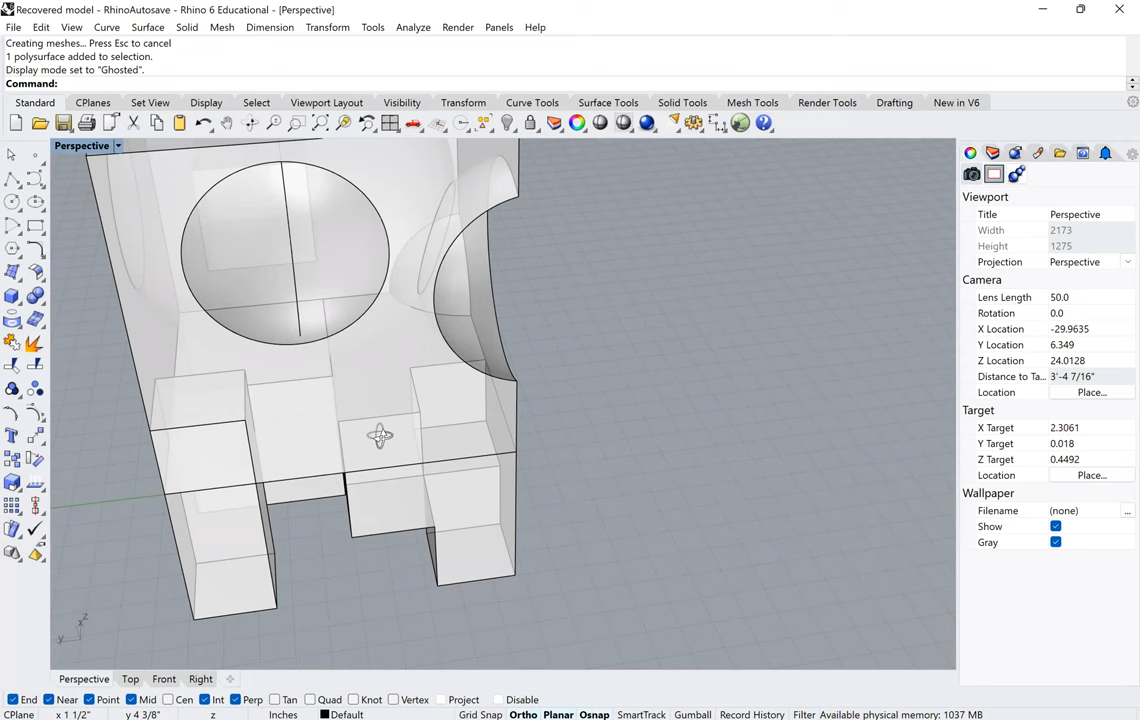 Recovered model - RhinoAutosave - Rhino 6 Educational - [Perspective]
File Edit View Curve Surface Solid Mesh Dimension Transform Tools Analyze Render Panels Help
Creating meshes... Press Esc to cancel
1 polysurface added to selection.
Display mode set to "Ghosted".
Command:
Standard CPlanes Set View Display Select Viewport Layout Visibility Transform Curve Tools Surface Tools Solid Tools Mesh Tools Render Tools Drafting New in V6
Perspective
Viewport
Title Perspective
Width 2173
Height 1275
Projection Perspective
Camera
Lens Length 50.0
Rotation 0.0
X Location -29.9635
Y Location 6.349
Z Location 24.0128
Distance to Ta... 3'-4 7/16"
Location Place...
Target
X Target 2.3061
Y Target 0.018
Z Target 0.4492
Location Place...
Wallpaper
Filename (none) ...
Show
Gray
z
y
Perspective Top Front Right
End Near Point Mid Cen Int Perp Tan Quad Knot Vertex Project Disable
CPlane x 1 1/2" y 4 3/8" z Inches Default Grid Snap Ortho Planar Osnap SmartTrack Gumball Record History Filter Available physical memory: 1037 MB